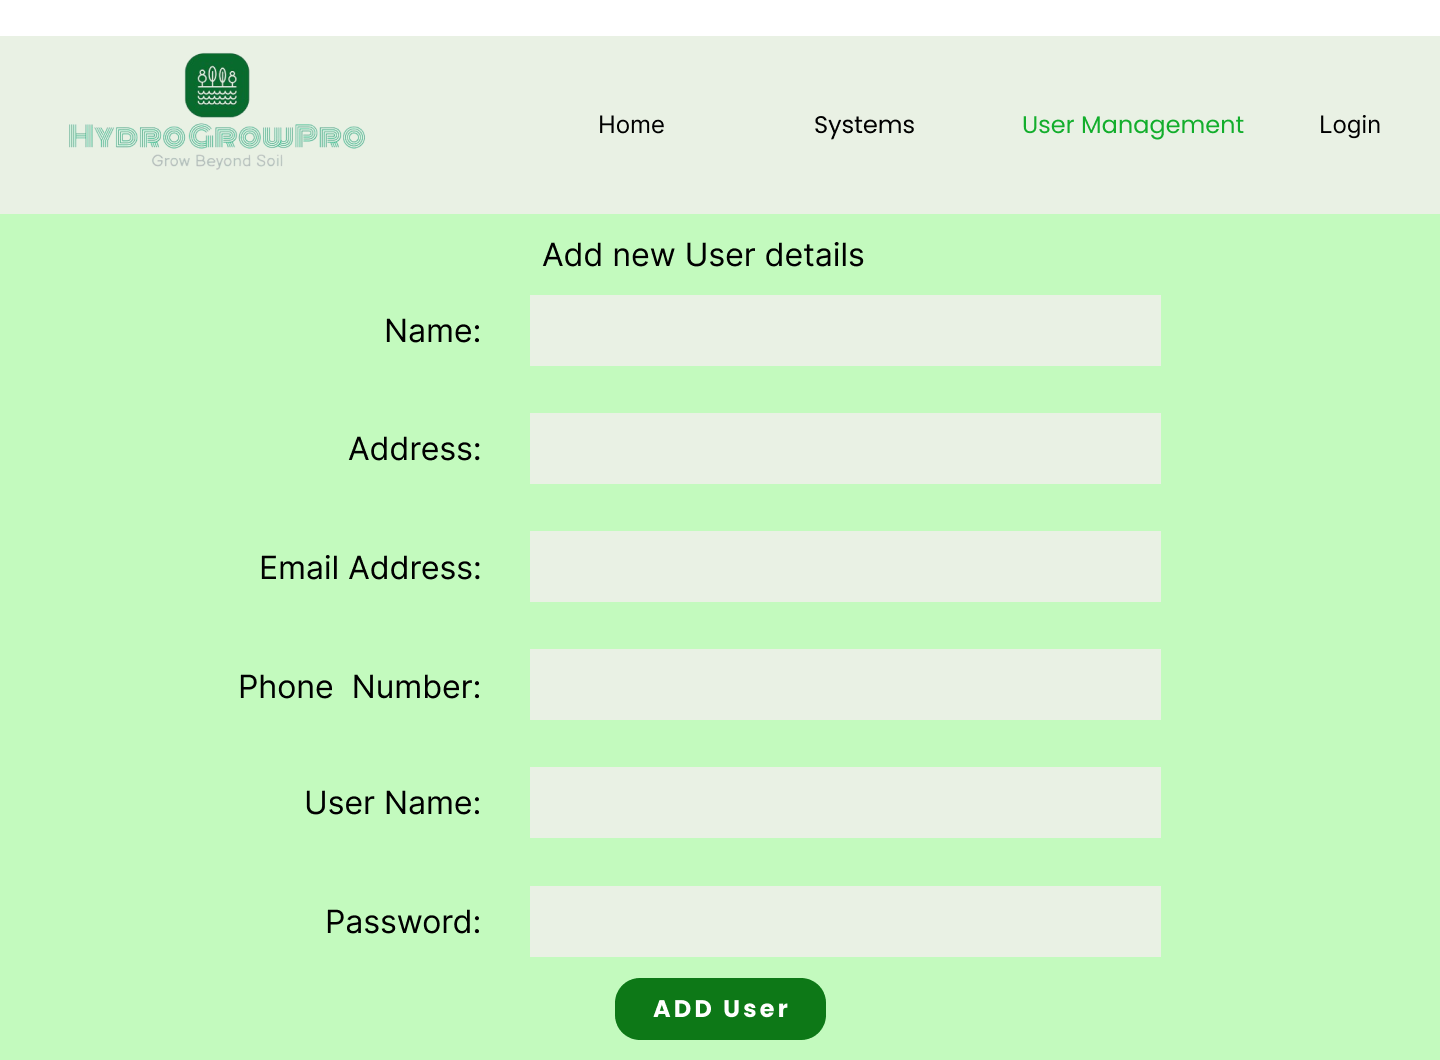 HydroGrowPro
Grow Beyond Soil
Home
Systems
User Management
Login
Add new User details
Name:
Address:
Email Address:
Phone  Number:
User Name:
Password:
ADD User